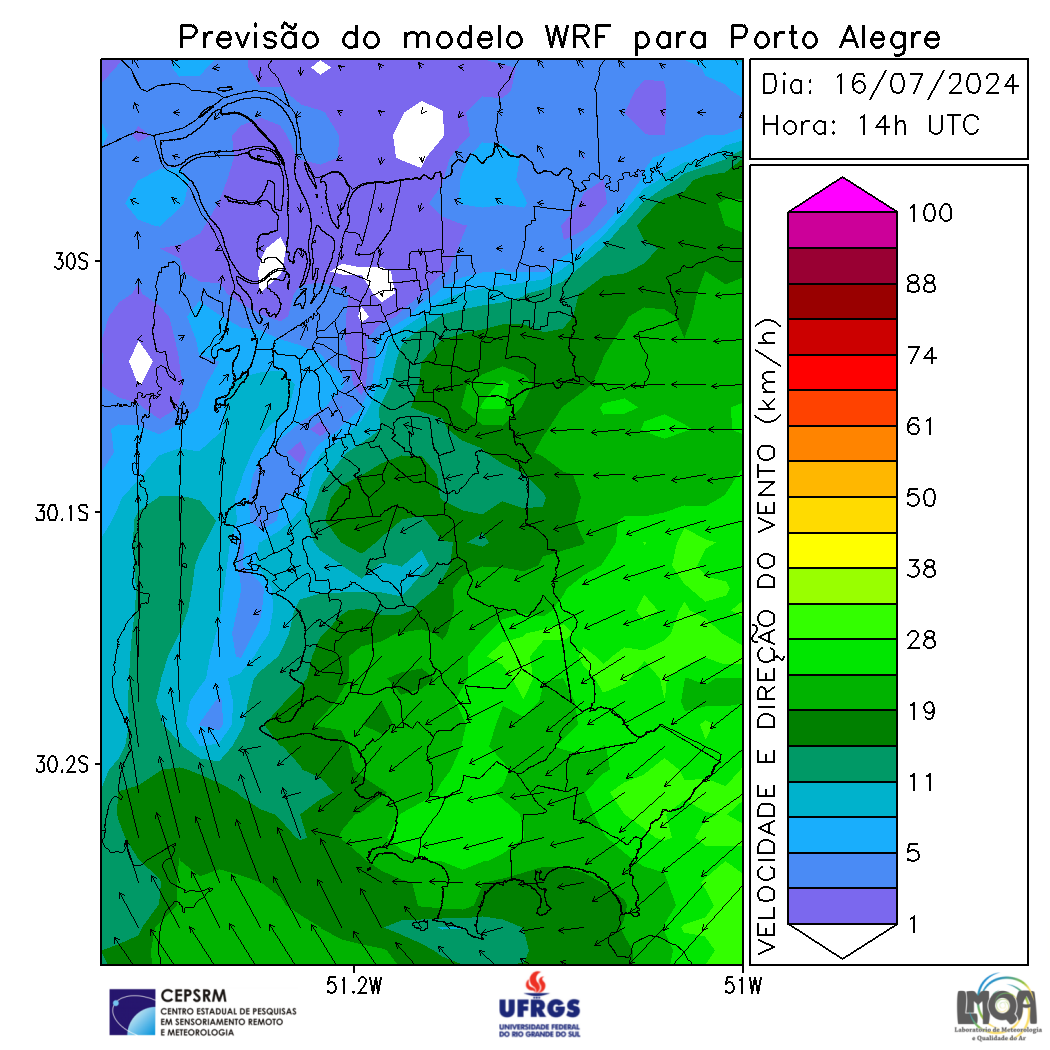 Previsão do modelo WRF para Porto Alegre
Dia: 16/07/2024
Hora: 14h UTC
30S
30.1S
30.2S
51.2W
51W
VELOCIDADE E DIREÇÃO DO VENTO (km/h)
100
88
74
61
50
38
28
19
11
5
1
CEPSRM
CENTRO ESTADUAL DE PESQUISAS
EM SENSORIAMENTO REMOTO
E METEOROLOGIA
UFRGS
UNIVERSIDADE FEDERAL
DO RIO GRANDE DO SUL
LMQA
Laboratório de Meteorologia
e Qualidade do Ar